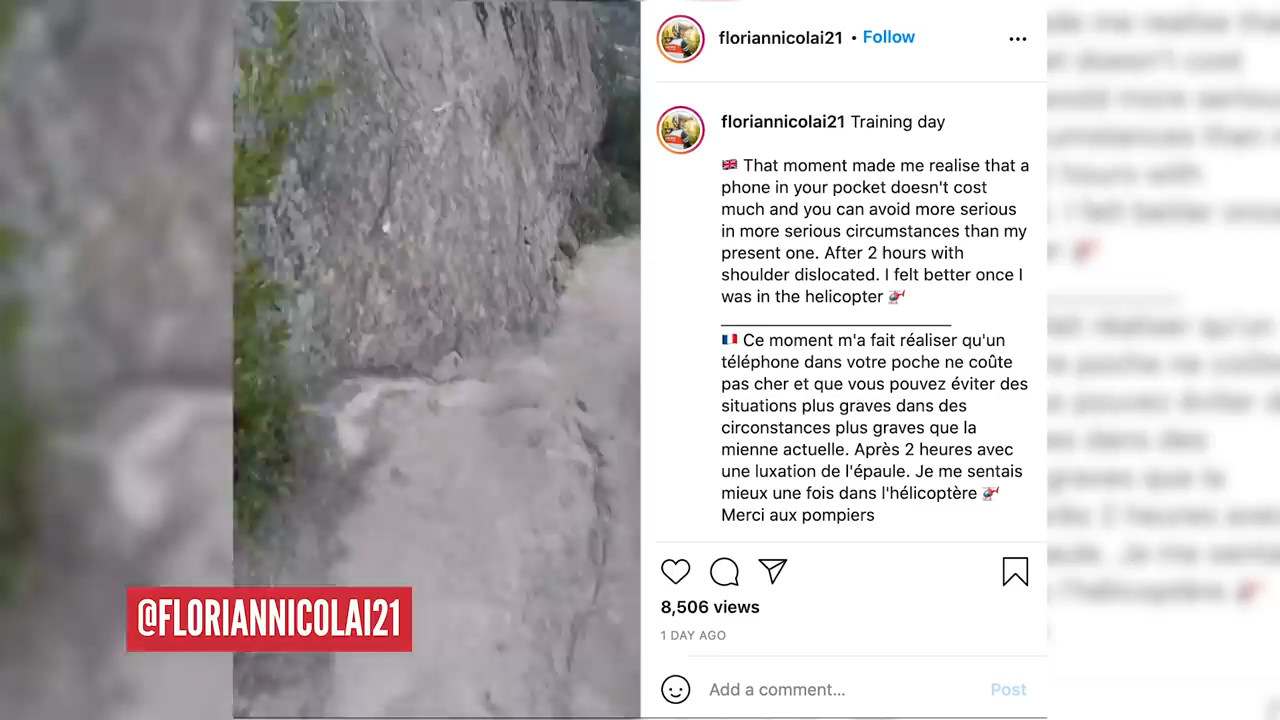 floriannicolai21 • Follow
floriannicolai21 Training day
🇬🇧 That moment made me realise that a
phone in your pocket doesn't cost
much and you can avoid more serious
in more serious circumstances than my
present one. After 2 hours with
shoulder dislocated. I felt better once I
was in the helicopter 🚁
🇫🇷 Ce moment m'a fait réaliser qu'un
téléphone dans votre poche ne coûte
pas cher et que vous pouvez éviter des
situations plus graves dans des
circonstances plus graves que la
mienne actuelle. Après 2 heures avec
une luxation de l'épaule. Je me sentais
mieux une fois dans l'hélicoptère 🚁
Merci aux pompiers
8,506 views
1 DAY AGO
Add a comment...
Post
@FLORIANNICOLAI21